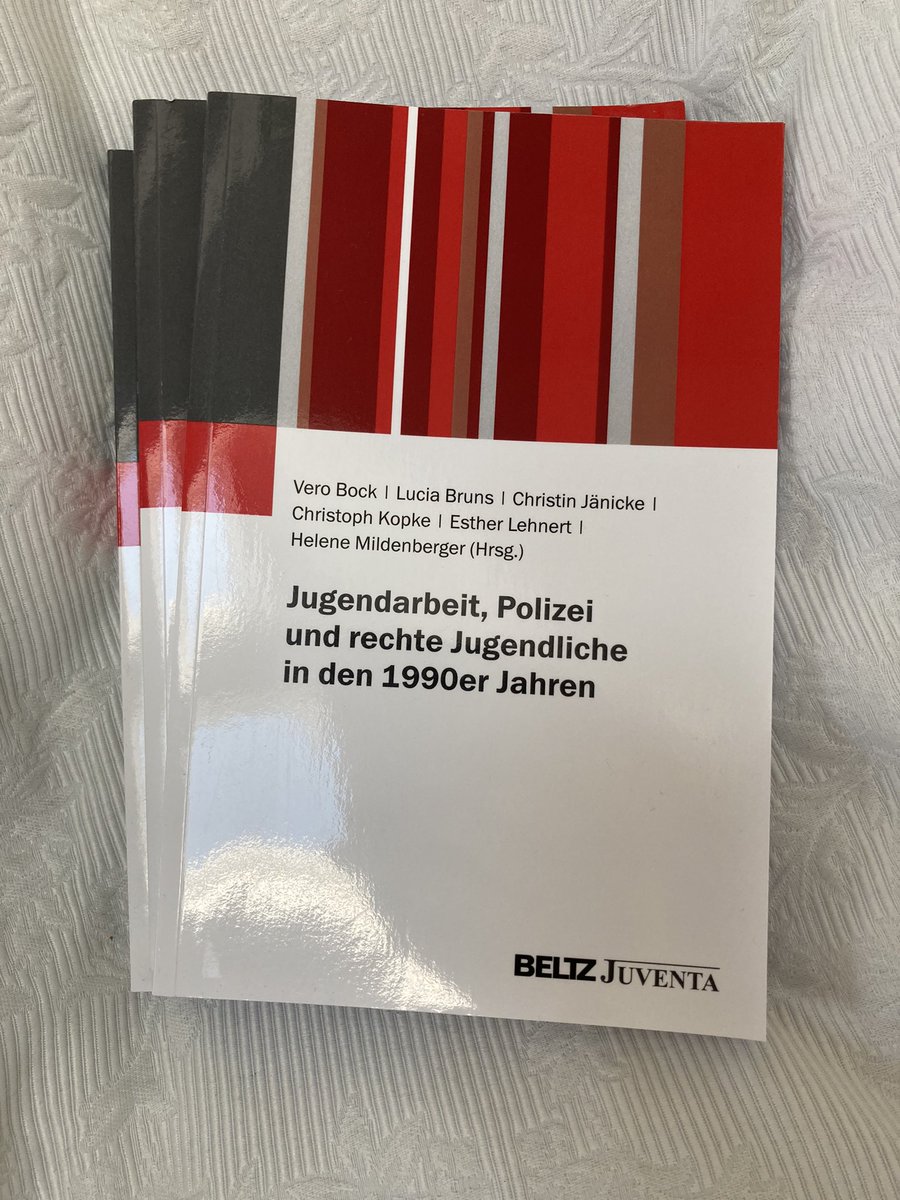 Vero Bock | Lucia Bruns | Christin Jänicke |
Christoph Kopke | Esther Lehnert |
Helene Mildenberger (Hrsg.)
Jugendarbeit, Polizei
und rechte Jugendliche
in den 1990er Jahren
BELTZ JUVENTA